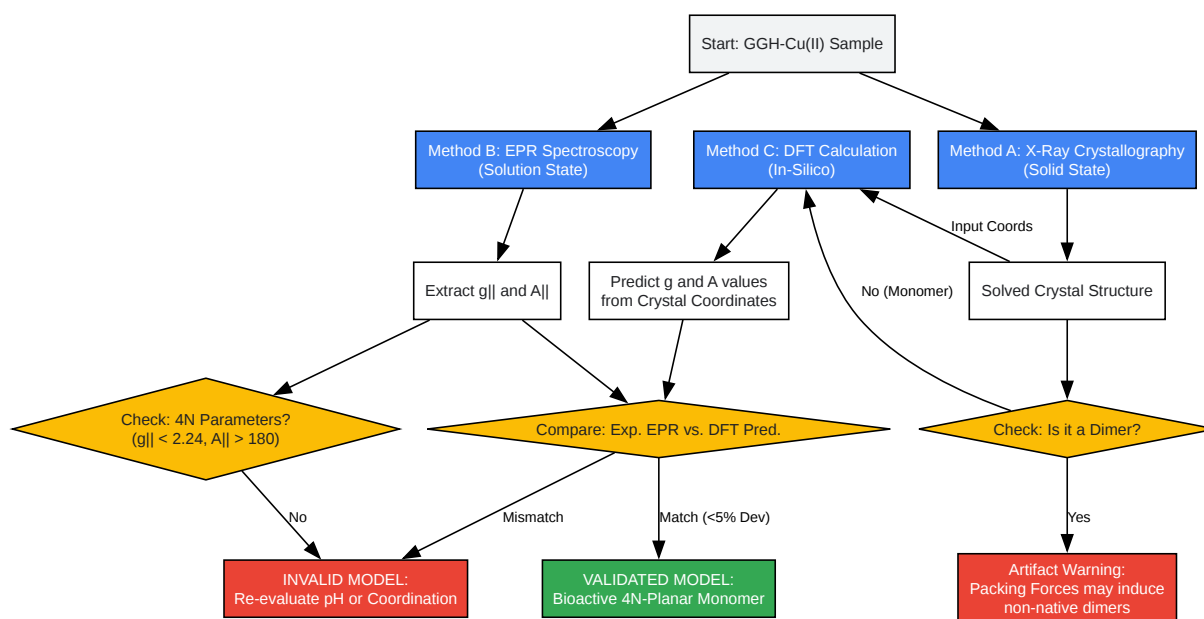 Start: GGH-Cu(II) Sample
Method B: EPR Spectroscopy
(Solution State)
Method C: DFT Calculation
(In-Silico)
Method A: X-Ray Crystallography
(Solid State)
Input Coords
Extract g|| and A||
Predict g and A values
from Crystal Coordinates
No (Monomer)
Solved Crystal Structure
Check: 4N Parameters?
(g|| < 2.24, A|| > 180)
Compare: Exp. EPR vs. DFT Pred.
Check: Is it a Dimer?
No
Mismatch
Match (<5% Dev)
Yes
INVALID MODEL:
Re-evaluate pH or Coordination
VALIDATED MODEL:
Bioactive 4N-Planar Monomer
Artifact Warning:
Packing Forces may induce
non-native dimers